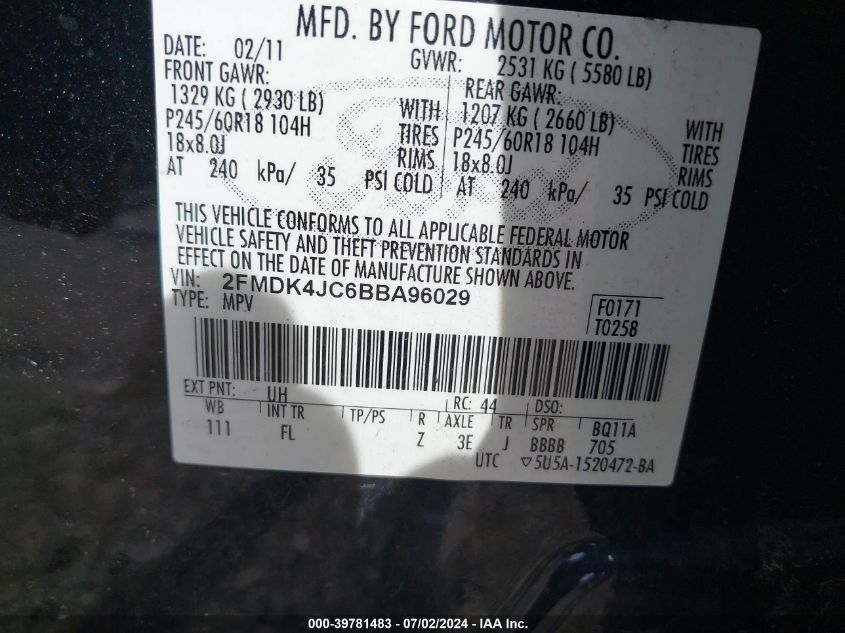 MFD. BY FORD MOTOR CO.
DATE: 02/11 GVWR: 2531 KG ( 5580 LB)
FRONT GAWR: REAR GAWR:
1329 KG ( 2930 LB) WITH 1207 KG ( 2660 LB) WITH
P245/60R18 104H TIRES P245/60R18 104H TIRES
18x8.0J RIMS 18x8.0J RIMS
AT 240 kPa/ 35 PSI COLD AT 240 kPa/ 35 PSI COLD
THIS VEHICLE CONFORMS TO ALL APPLICABLE FEDERAL MOTOR
VEHICLE SAFETY AND THEFT PREVENTION STANDARDS IN
EFFECT ON THE DATE OF MANUFACTURE SHOWN ABOVE.
VIN: 2FMDK4JC6BBA96029
TYPE: MPV
F0171
T0258
EXT PNT: UH RC: 44 DSO:
WB INT TR TP/PS R AXLE TR SPR BQ11A
111 FL Z 3E J BBBB 705
UTC ▽5U5A-1520472-BA
000-39781483 - 07/02/2024 - IAA Inc.